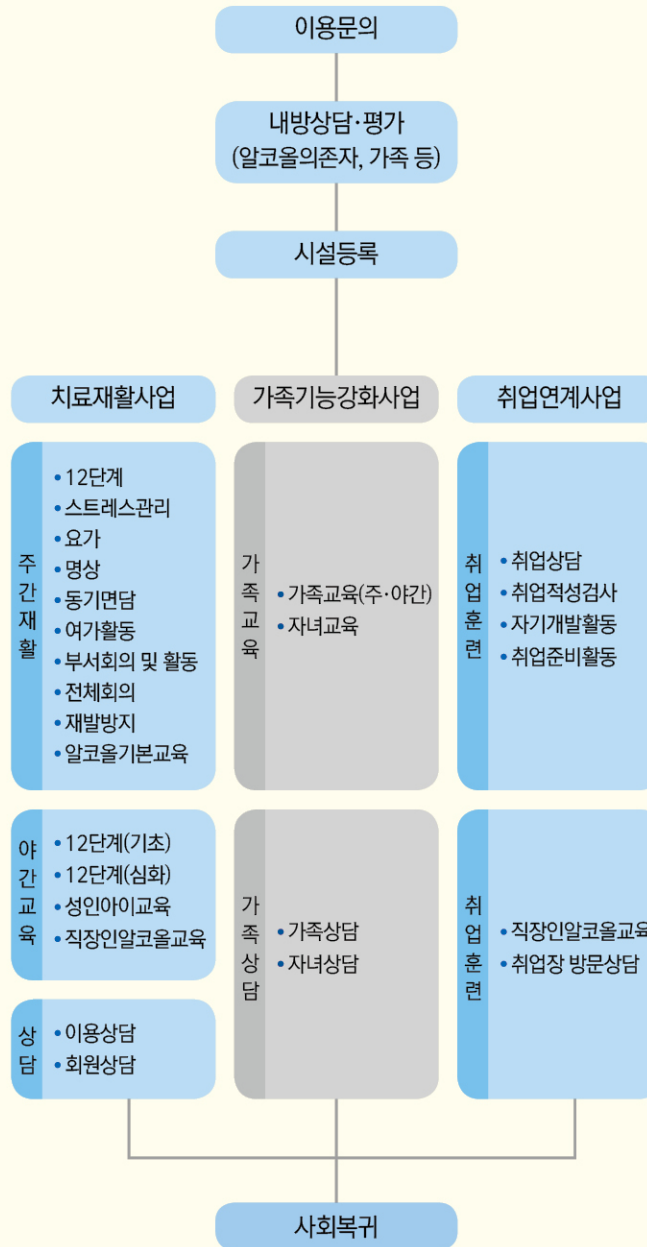 이용문의
내방상담·평가
(알코올의존자, 가족 등)
시설등록
치료재활사업
주간재활
• 12단계
• 스트레스관리
• 요가
• 명상
• 동기면담
• 여가활동
• 부서회의 및 활동
• 전체회의
• 재발방지
• 알코올기본교육
야간교육
• 12단계(기초)
• 12단계(심화)
• 성인아이교육
• 직장인알코올교육
상담
• 이용상담
• 회원상담
가족기능강화사업
가족교육
• 가족교육(주·야간)
• 자녀교육
가족상담
• 가족상담
• 자녀상담
취업연계사업
취업훈련
• 취업상담
• 취업적성검사
• 자기개발활동
• 취업준비활동
취업훈련
• 직장인알코올교육
• 취업장 방문상담
사회복귀